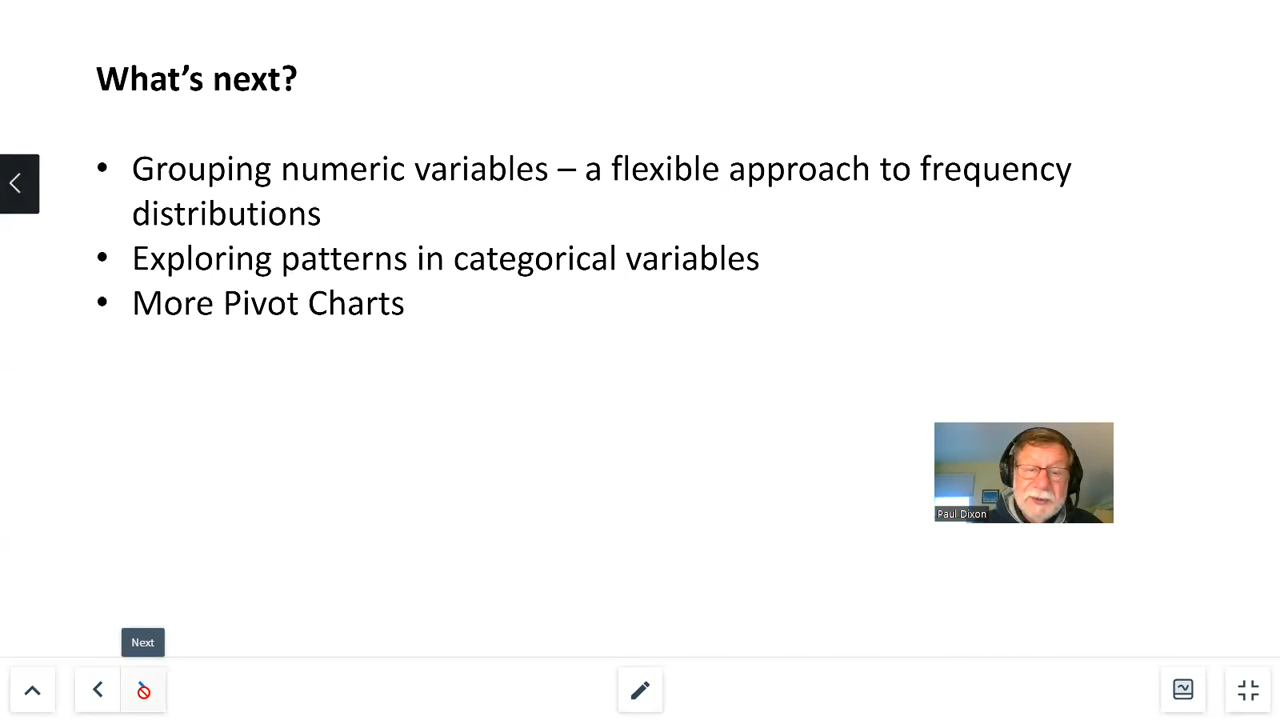 What's next?
• Grouping numeric variables – a flexible approach to frequency
distributions
• Exploring patterns in categorical variables
• More Pivot Charts
Paul Dixon
Next